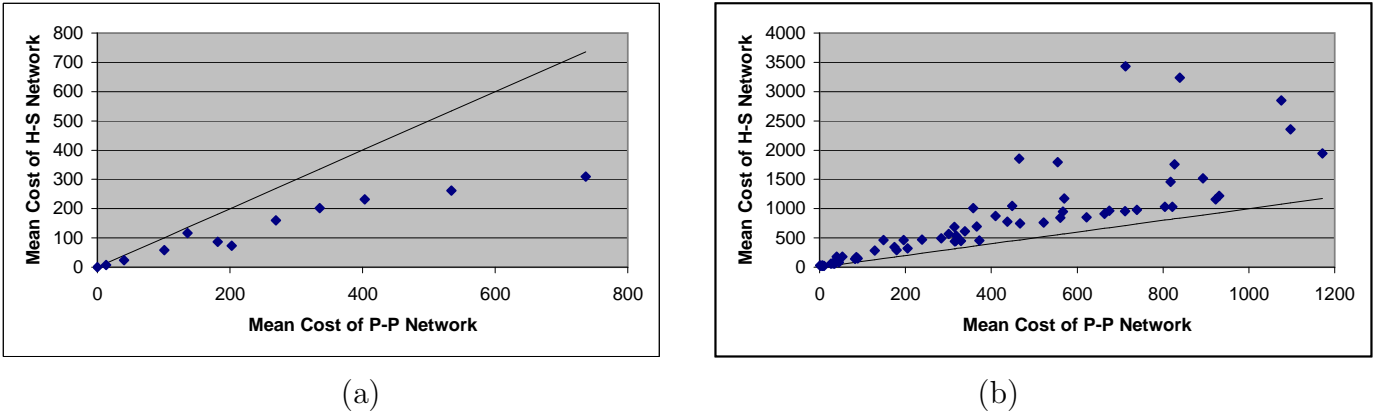 Mean Cost of H-S Network
800
700
600
500
400
300
200
100
0
0 200 400 600 800
Mean Cost of P-P Network
(a)
Mean Cost of H-S Network
4000
3500
3000
2500
2000
1500
1000
500
0
0 200 400 600 800 1000 1200
Mean Cost of P-P Network
(b)